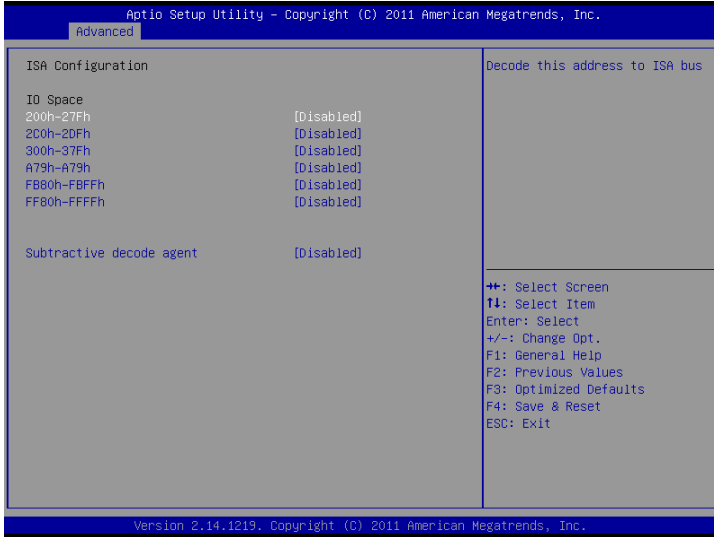 Aptio Setup Utility – Copyright (C) 2011 American Megatrends, Inc.
Advanced
ISA Configuration
IO Space
200h-27Fh [Disabled]
2C0h-2DFh [Disabled]
300h-37Fh [Disabled]
A79h-A79h [Disabled]
FB80h-FBFFh [Disabled]
FF80h-FFFFh [Disabled]
Subtractive decode agent [Disabled]
Decode this address to ISA bus
→←: Select Screen
↑↓: Select Item
Enter: Select
+/-: Change Opt.
F1: General Help
F2: Previous Values
F3: Optimized Defaults
F4: Save & Reset
ESC: Exit
Version 2.14.1219. Copyright (C) 2011 American Megatrends, Inc.